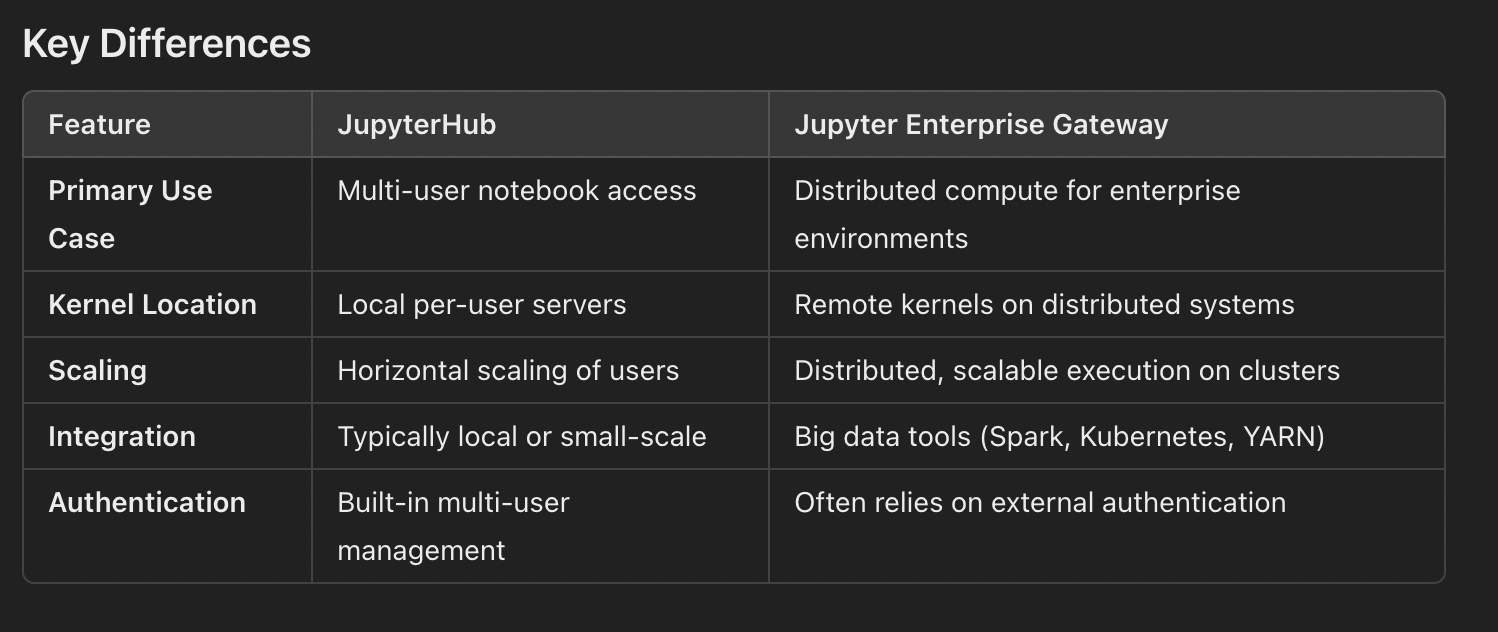 Key Differences
Feature JupyterHub Jupyter Enterprise Gateway
Primary Use Multi-user notebook access Distributed compute for enterprise
Case environments
Kernel Location Local per-user servers Remote kernels on distributed systems
Scaling Horizontal scaling of users Distributed, scalable execution on clusters
Integration Typically local or small-scale Big data tools (Spark, Kubernetes, YARN)
Authentication Built-in multi-user Often relies on external authentication
management